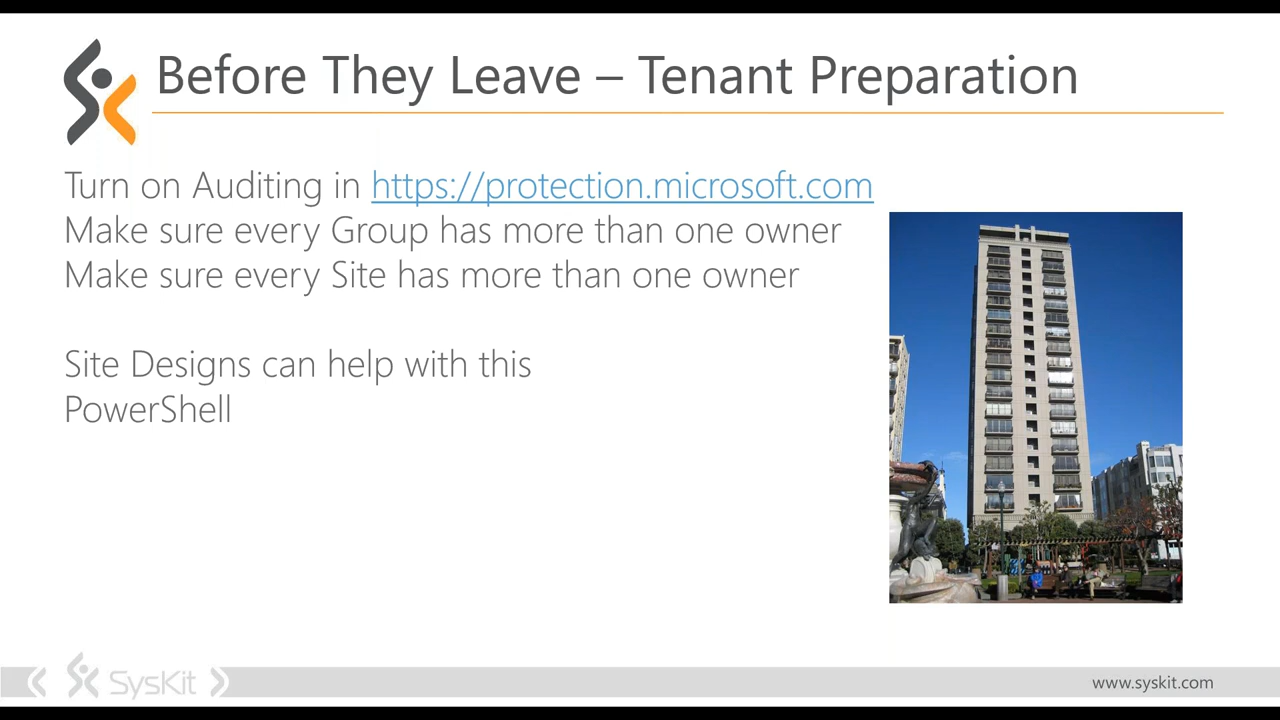 Before They Leave – Tenant Preparation
Turn on Auditing in https://protection.microsoft.com
Make sure every Group has more than one owner
Make sure every Site has more than one owner
Site Designs can help with this
PowerShell
SysKit
www.syskit.com